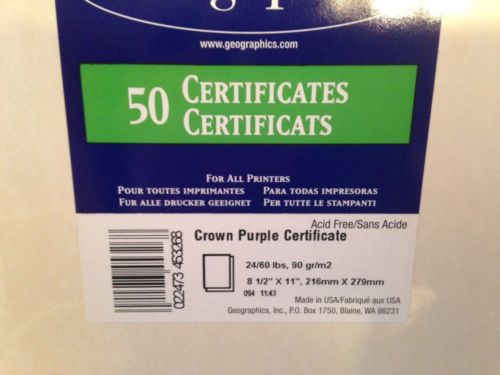 www.geographics.com
50 CERTIFICATES
CERTIFICATS
FOR ALL PRINTERS
POUR TOUTES IMPRIMANTES PARA TODAS IMPRESORAS
FUR ALLE DRUCKER GEEIGNET PER TUTTE LE STAMPANTI
Acid Free/Sans Acide
Crown Purple Certificate
24/60 lbs, 90 gr/m2
8 1/2" X 11", 216mm X 279mm
094 11:43
Made in USA/Fabriqué aux USA
Geographics, Inc., P.O. Box 1750, Blaine, WA 98231
022473 453268